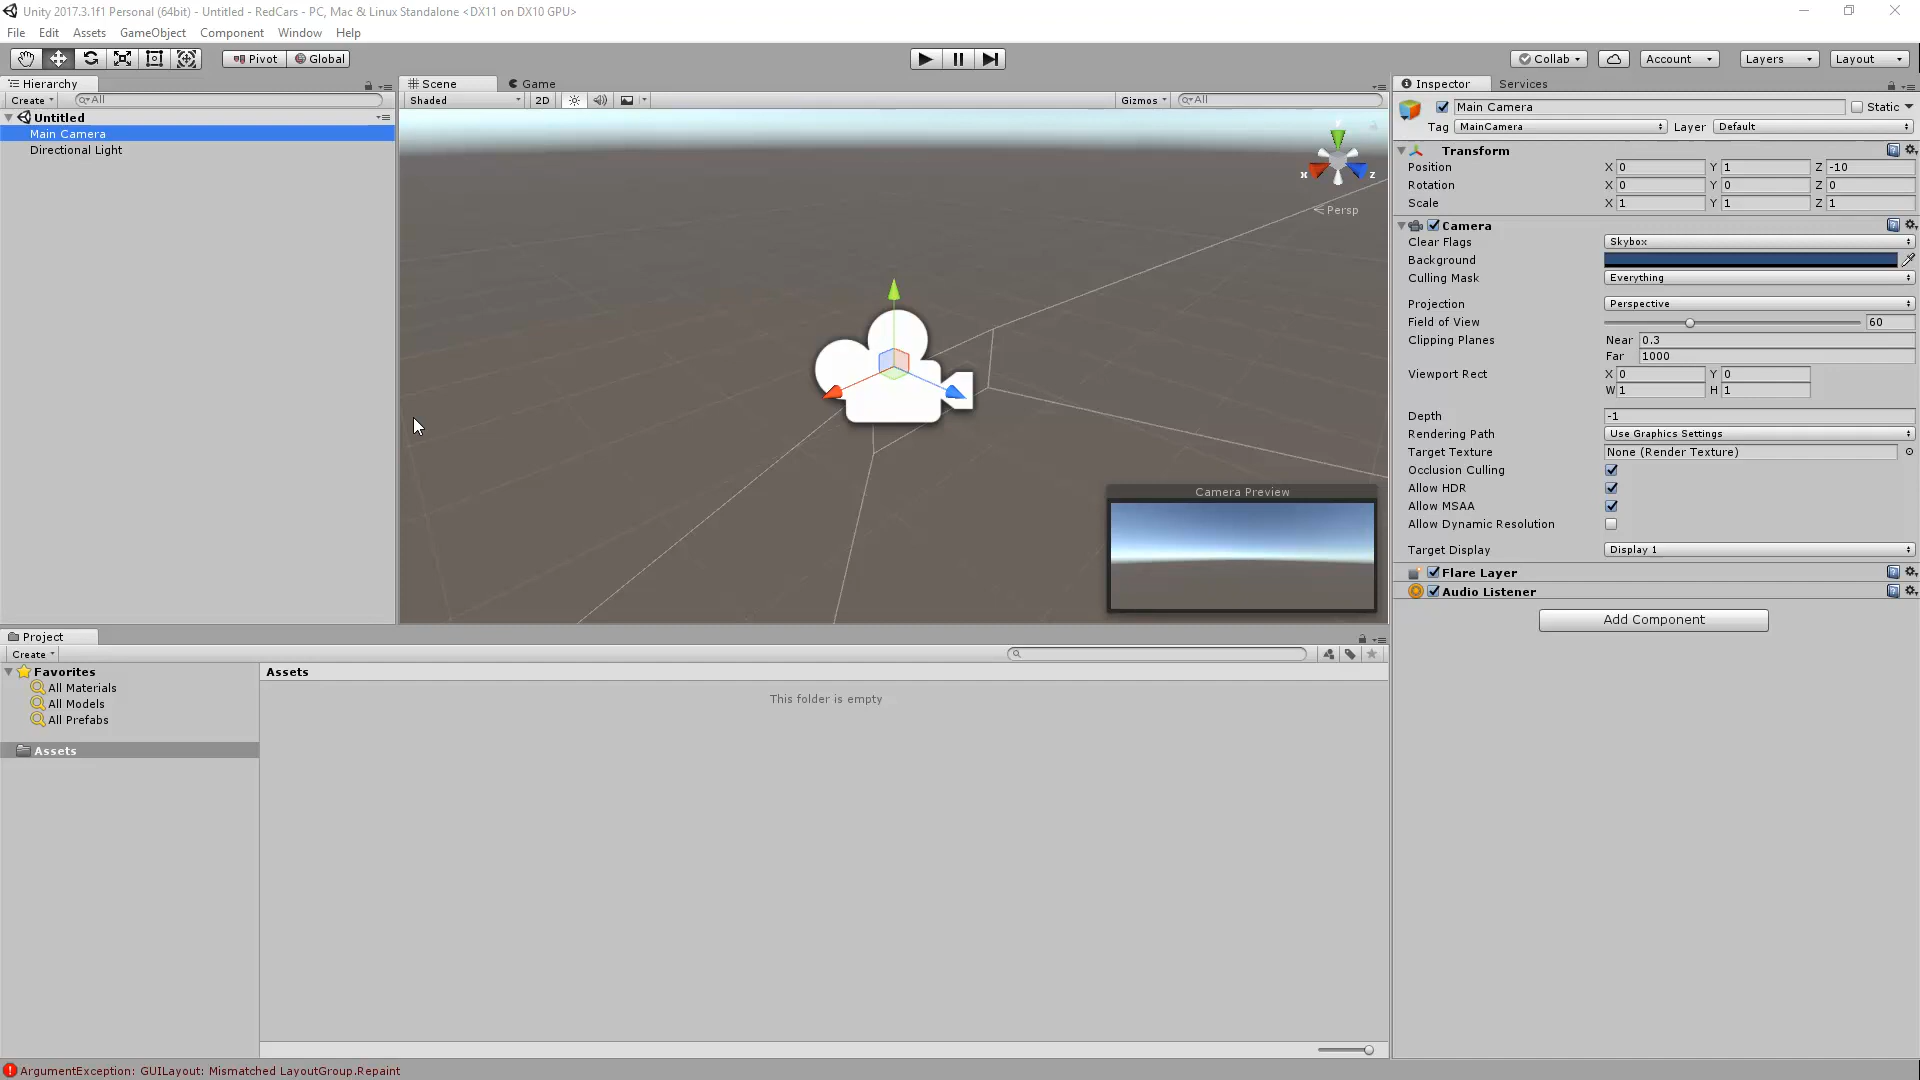 Unity 2017.3.1f1 Personal (64bit) - Untitled - RedCars - PC, Mac & Linux Standalone <DX11 on DX10 GPU>
File Edit Assets GameObject Component Window Help
Pivot Global Collab Account Layers Layout
Hierarchy
Create All
Untitled
Main Camera
Directional Light
Scene Game
Shaded 2D Gizmos All
x z
Persp
Camera Preview
Inspector Services
Main Camera Static
Tag MainCamera Layer Default
Transform
Position X 0 Y 1 Z -10
Rotation X 0 Y 0 Z 0
Scale X 1 Y 1 Z 1
Camera
Clear Flags Skybox
Background
Culling Mask Everything
Projection Perspective
Field of View 60
Clipping Planes Near 0.3
Far 1000
Viewport Rect X 0 Y 0
W 1 H 1
Depth -1
Rendering Path Use Graphics Settings
Target Texture None (Render Texture)
Occlusion Culling
Allow HDR
Allow MSAA
Allow Dynamic Resolution
Target Display Display 1
Flare Layer
Audio Listener
Add Component
Project
Create
Favorites
All Materials
All Models
All Prefabs
Assets
Assets
This folder is empty
ArgumentException: GUILayout: Mismatched LayoutGroup.Repaint